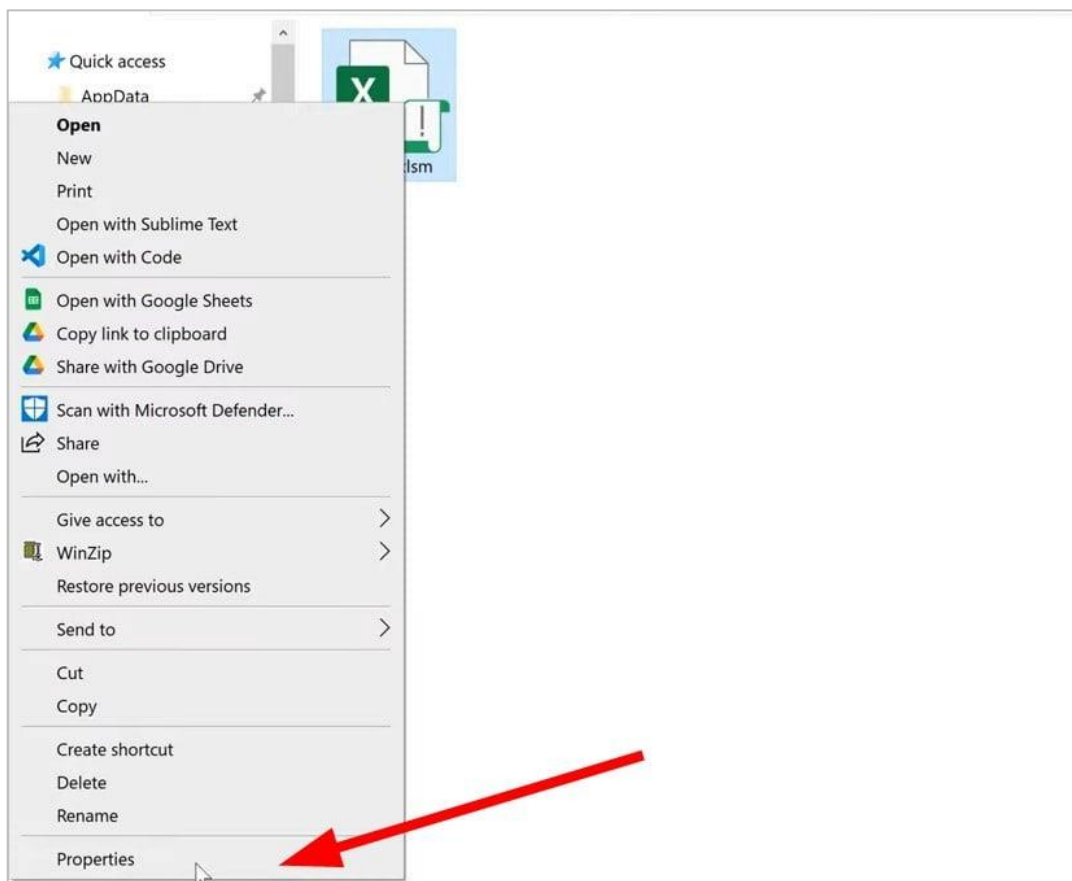 Quick access
AppData
Open
New
Print
Open with Sublime Text
Open with Code
Open with Google Sheets
Copy link to clipboard
Share with Google Drive
Scan with Microsoft Defender...
Share
Open with...
Give access to
WinZip
Restore previous versions
Send to
Cut
Copy
Create shortcut
Delete
Rename
Properties
X
lsm